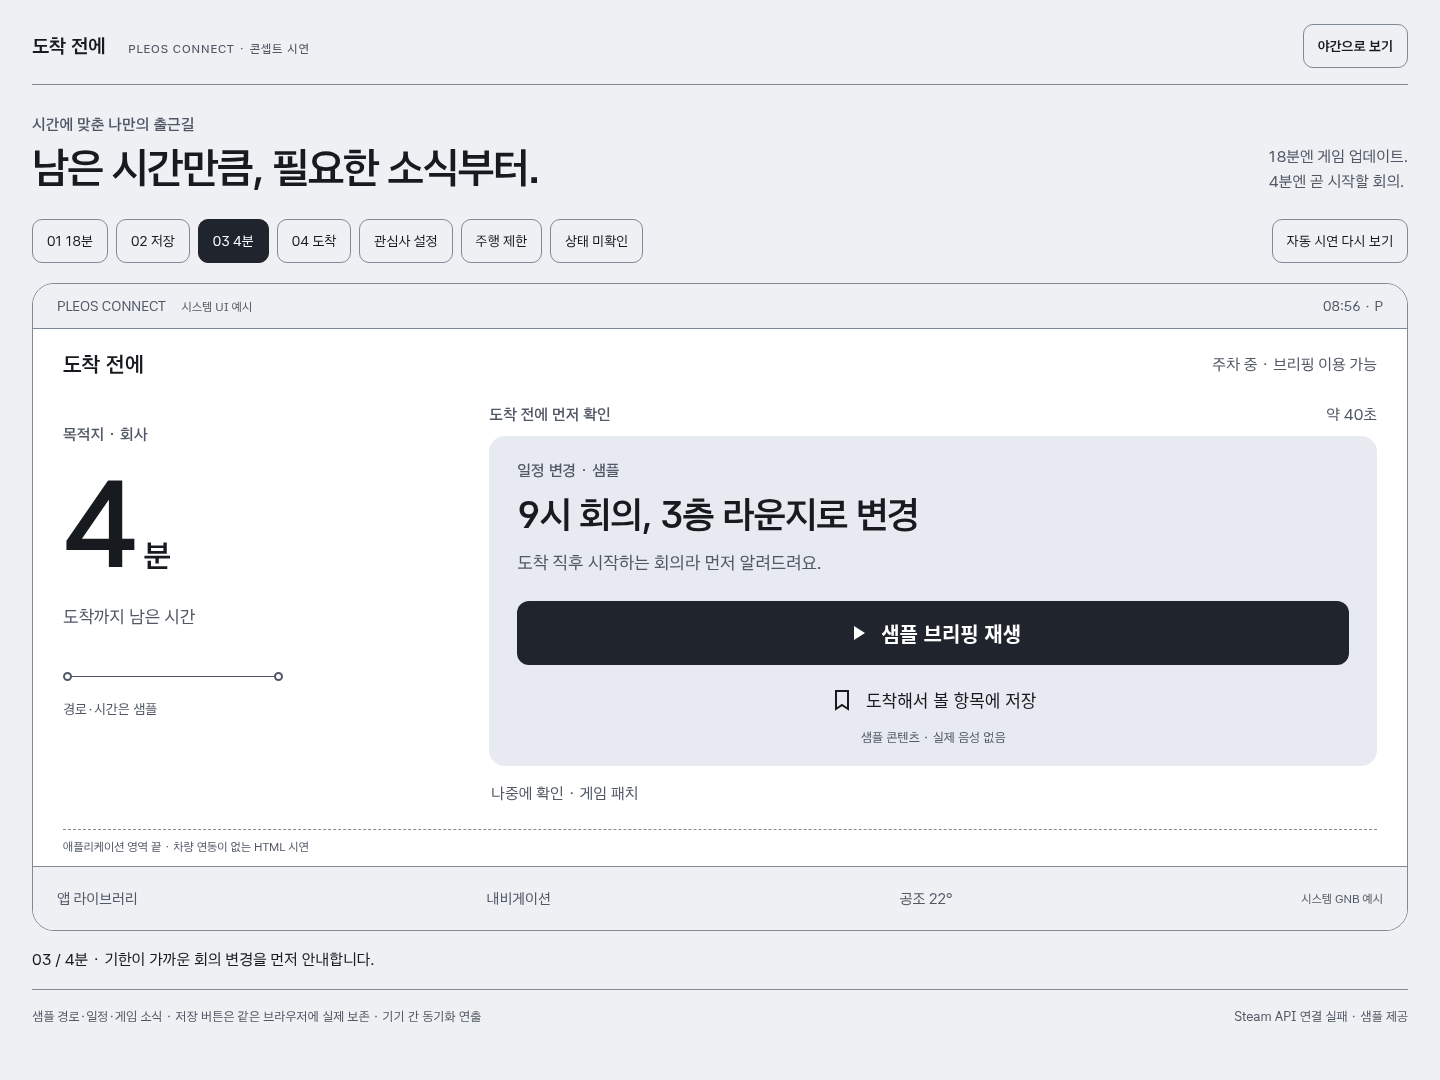 도착 전에
PLEOS CONNECT · 콘셉트 시연
야간으로 보기
시간에 맞춘 나만의 출근길
남은 시간만큼, 필요한 소식부터.
18분엔 게임 업데이트.
4분엔 곧 시작할 회의.
01 18분
02 저장
03 4분
04 도착
관심사 설정
주행 제한
상태 미확인
자동 시연 다시 보기
PLEOS CONNECT
시스템 UI 예시
08:56 · P
도착 전에
주차 중 · 브리핑 이용 가능
목적지 · 회사
4분
도착까지 남은 시간
경로·시간은 샘플
도착 전에 먼저 확인
약 40초
일정 변경 · 샘플
9시 회의, 3층 라운지로 변경
도착 직후 시작하는 회의라 먼저 알려드려요.
샘플 브리핑 재생
도착해서 볼 항목에 저장
샘플 콘텐츠 · 실제 음성 없음
나중에 확인 · 게임 패치
애플리케이션 영역 끝 · 차량 연동이 없는 HTML 시연
앱 라이브러리
내비게이션
공조 22°
시스템 GNB 예시
03 / 4분 · 기한이 가까운 회의 변경을 먼저 안내합니다.
샘플 경로·일정·게임 소식 · 저장 버튼은 같은 브라우저에 실제 보존 · 기기 간 동기화 연출
Steam API 연결 실패 · 샘플 제공